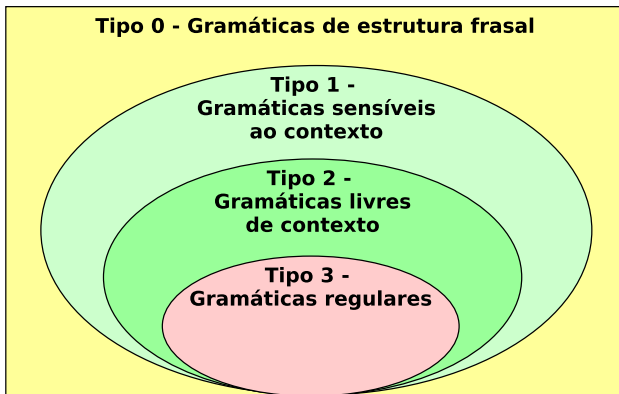 Tipo 0 - Gramáticas de estrutura frasal
Tipo 1 -
Gramáticas sensíveis
ao contexto
Tipo 2 -
Gramáticas livres
de contexto
Tipo 3 -
Gramáticas regulares